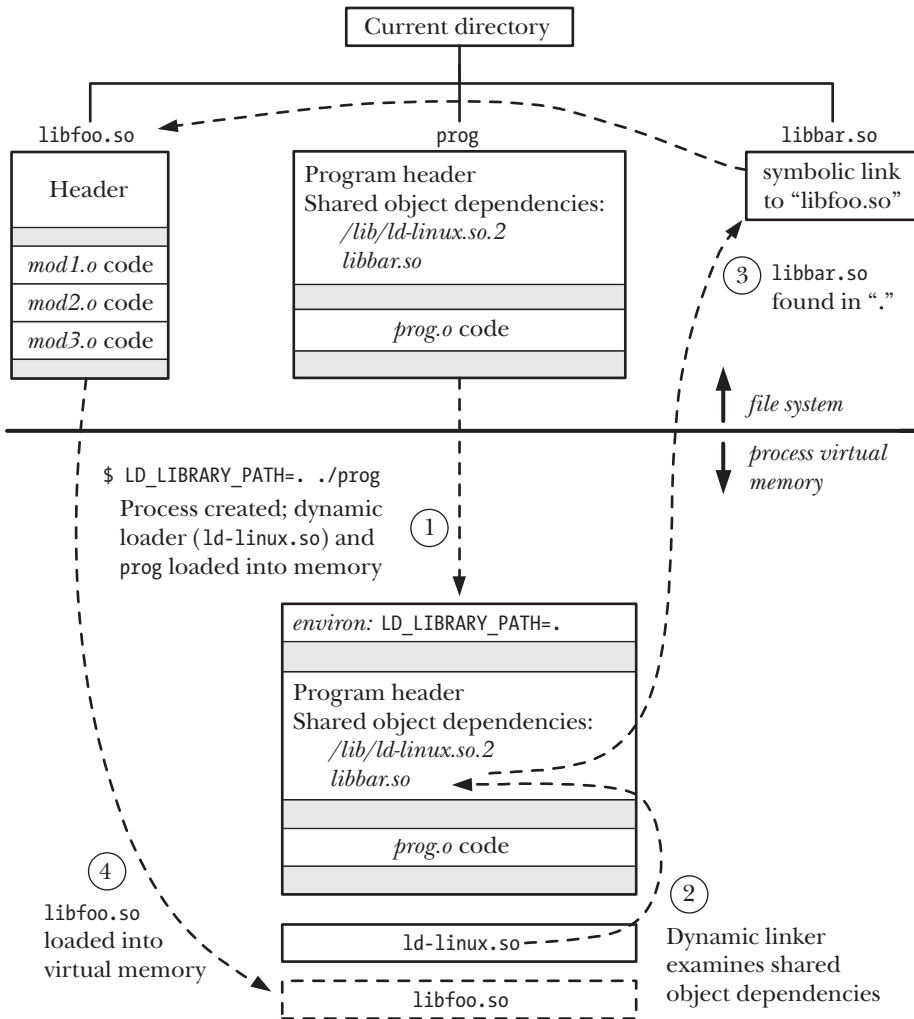 Current directory
libfoo.so
prog
libbar.so
Header
mod1.o code
mod2.o code
mod3.o code
Program header
Shared object dependencies:
/lib/ld-linux.so.2
libbar.so
prog.o code
symbolic link
to “libfoo.so”
3
libbar.so
found in “.”
file system
process virtual
memory
$ LD_LIBRARY_PATH=. ./prog
Process created; dynamic
loader (ld-linux.so) and
prog loaded into memory
1
environ: LD_LIBRARY_PATH=.
Program header
Shared object dependencies:
/lib/ld-linux.so.2
libbar.so
prog.o code
4
libfoo.so
loaded into
virtual memory
2
Dynamic linker
examines shared
object dependencies
ld-linux.so
libfoo.so